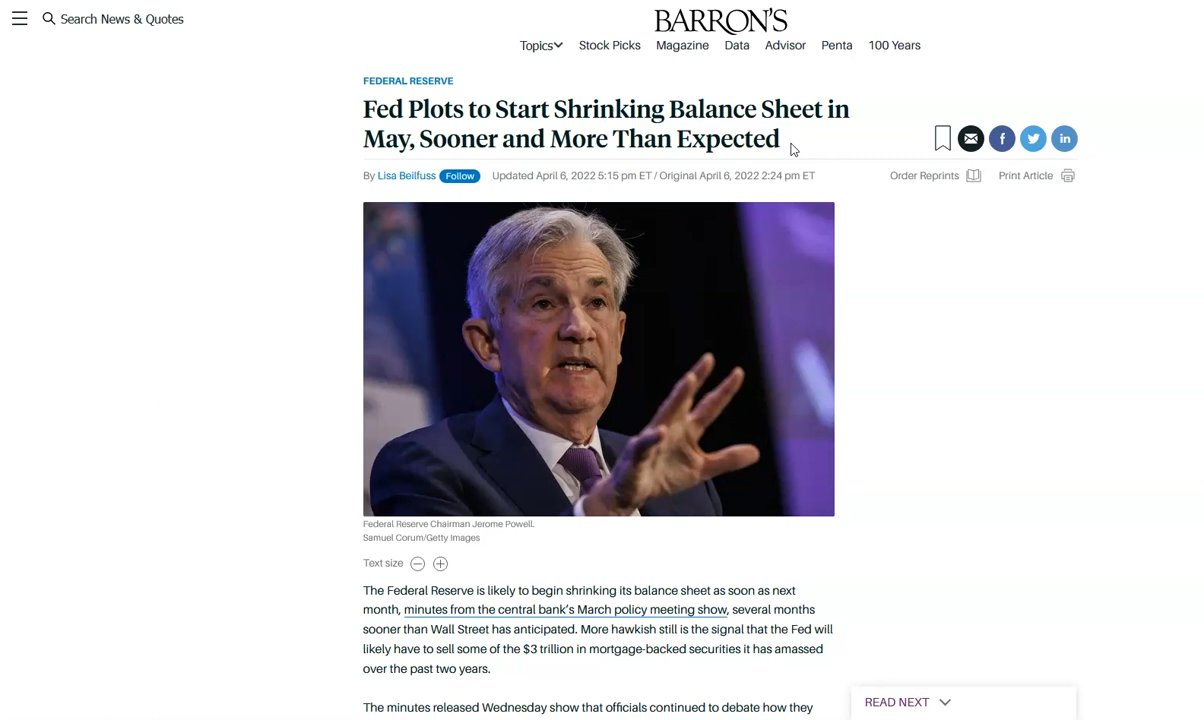 Search News & Quotes
BARRON'S
Topics Stock Picks Magazine Data Advisor Penta 100 Years
FEDERAL RESERVE
Fed Plots to Start Shrinking Balance Sheet in
May, Sooner and More Than Expected
By Lisa Beilfuss Follow Updated April 6, 2022 5:15 pm ET / Original April 6, 2022 2:24 pm ET
Order Reprints Print Article
Federal Reserve Chairman Jerome Powell.
Samuel Corum/Getty Images
Text size
The Federal Reserve is likely to begin shrinking its balance sheet as soon as next
month, minutes from the central bank's March policy meeting show, several months
sooner than Wall Street has anticipated. More hawkish still is the signal that the Fed will
likely have to sell some of the $3 trillion in mortgage-backed securities it has amassed
over the past two years.
READ NEXT
The minutes released Wednesday show that officials continued to debate how they